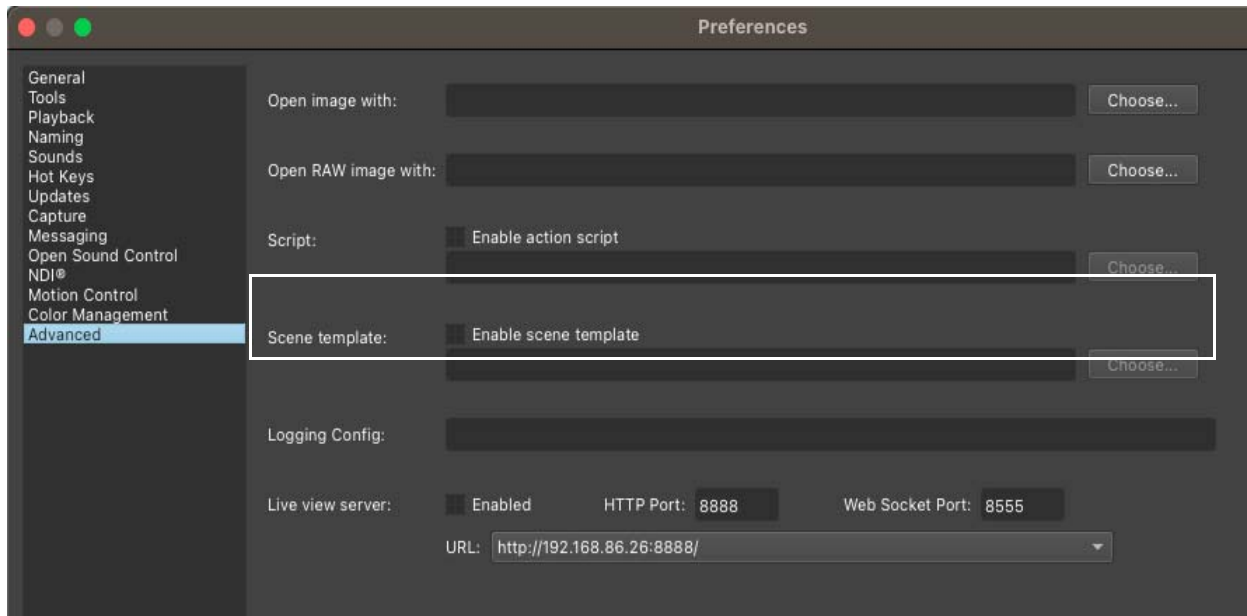 Preferences
General
Tools
Playback
Naming
Sounds
Hot Keys
Updates
Capture
Messaging
Open Sound Control
NDI®
Motion Control
Color Management
Advanced
Open image with: Choose...
Open RAW image with: Choose...
Script: Enable action script
Choose...
Scene template: Enable scene template
Choose...
Logging Config:
Live view server: Enabled HTTP Port: 8888 Web Socket Port: 8555
URL: http://192.168.86.26:8888/